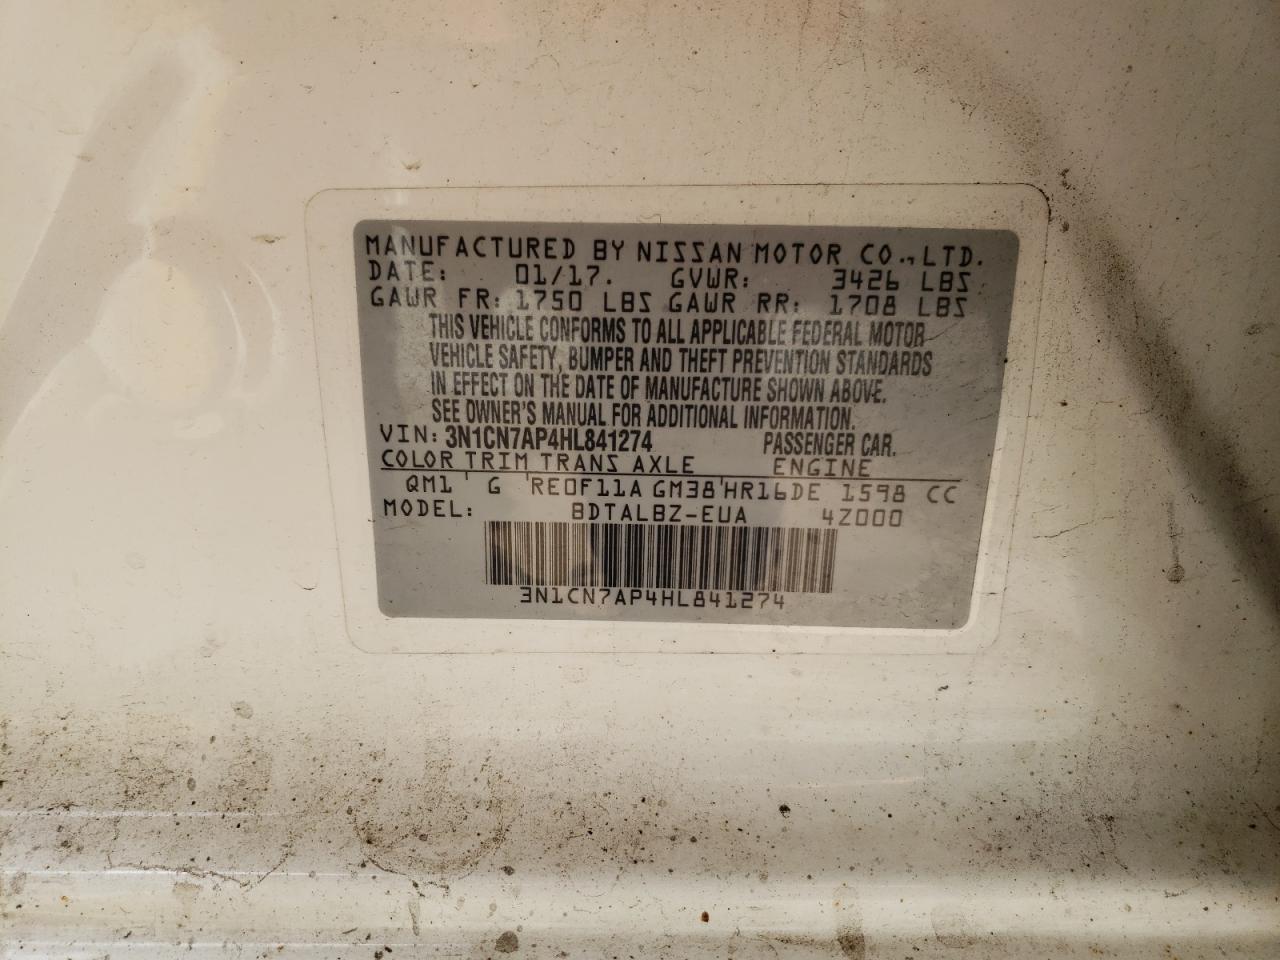 MANUFACTURED BY NISSAN MOTOR CO., LTD.
DATE: 01/17. GVWR: 3426 LBS
GAWR FR: 1750 LBS GAWR RR: 1708 LBS
THIS VEHICLE CONFORMS TO ALL APPLICABLE FEDERAL MOTOR
VEHICLE SAFETY, BUMPER AND THEFT PREVENTION STANDARDS
IN EFFECT ON THE DATE OF MANUFACTURE SHOWN ABOVE.
SEE OWNER'S MANUAL FOR ADDITIONAL INFORMATION.
VIN: 3N1CN7AP4HL841274 PASSENGER CAR.
COLOR TRIM TRANS AXLE ENGINE
QM1 ' G 'RE0F11A GM38'HR16DE 1598 CC
MODEL: BDTALBZ-EUA 4Z000
3N1CN7AP4HL841274